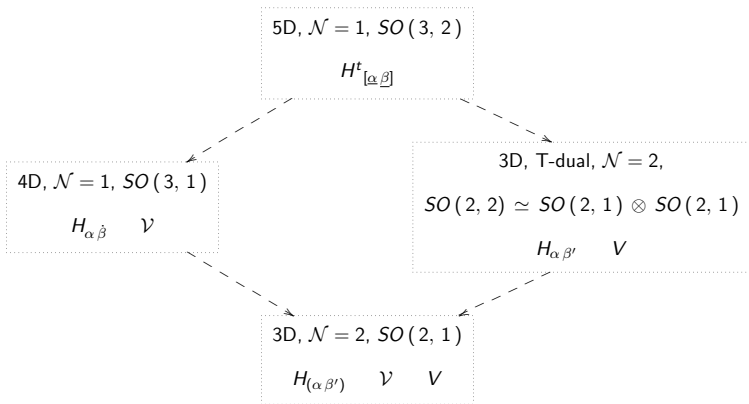 5D, 𝒩 = 1, SO(3, 2)
Hᵗ[α β]
4D, 𝒩 = 1, SO(3, 1)
H_{α β̇} 𝒱
3D, T-dual, 𝒩 = 2,
SO(2, 2) ≃ SO(2, 1) ⊗ SO(2, 1)
H_{α β′} V
3D, 𝒩 = 2, SO(2, 1)
H_{(α β′)} 𝒱 V